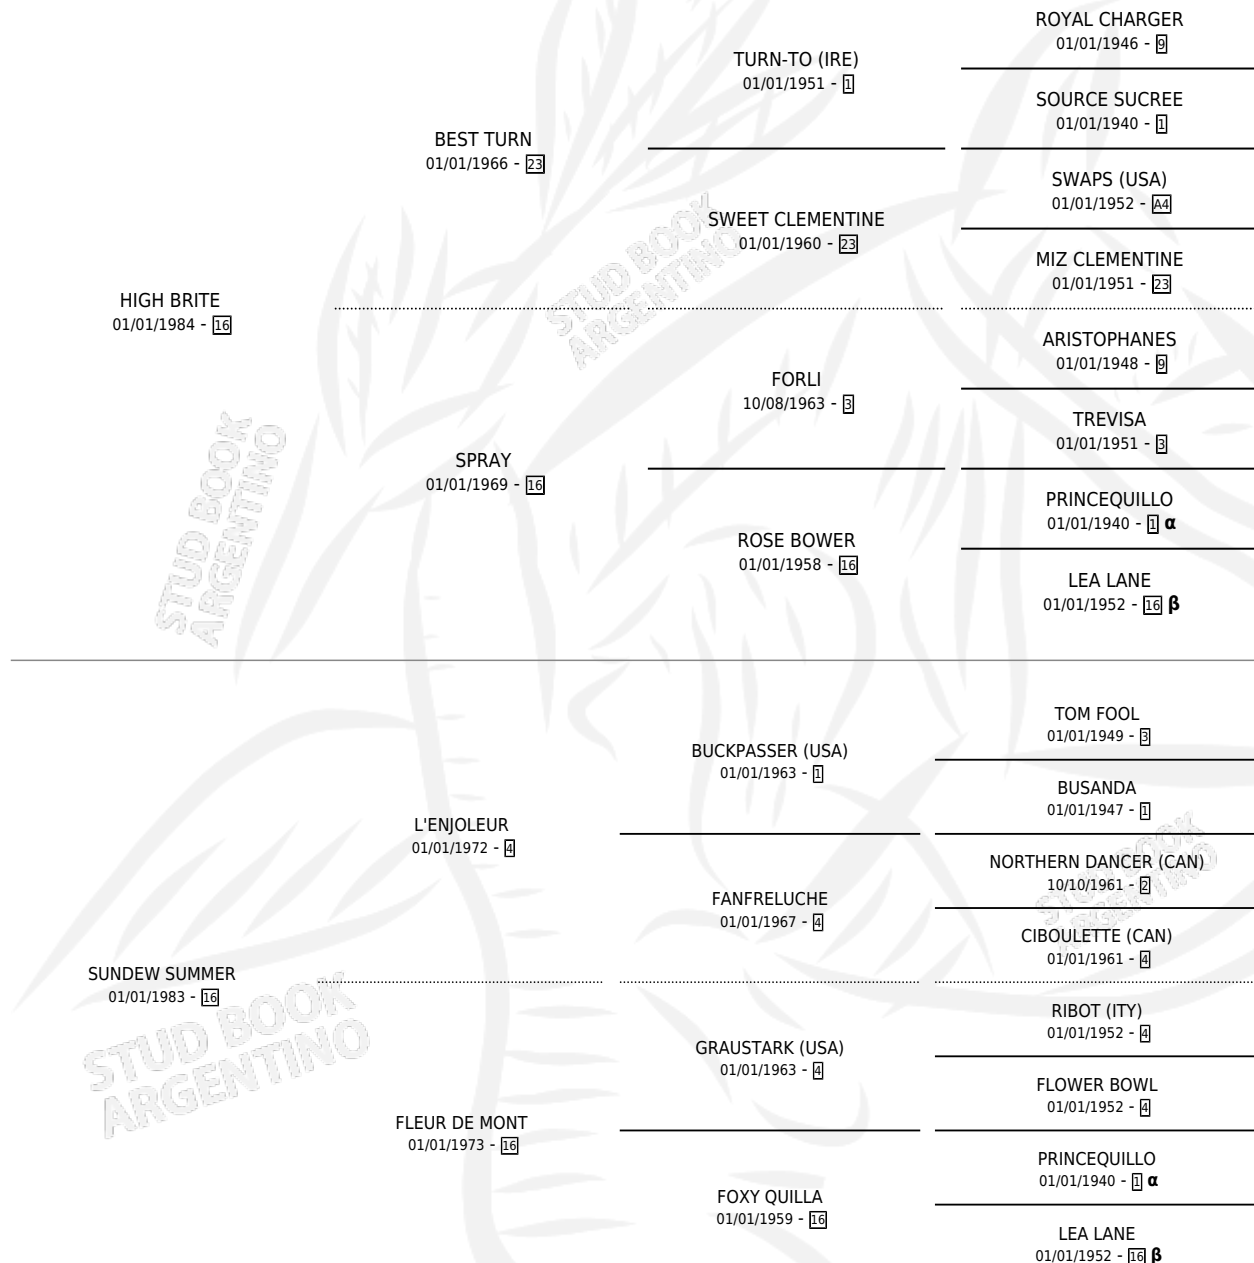 ROYAL CHARGER
01/01/1946 - 9
TURN-TO (IRE)
01/01/1951 - 1
SOURCE SUCREE
01/01/1940 - 1
BEST TURN
01/01/1966 - 23
SWAPS (USA)
01/01/1952 - A4
SWEET CLEMENTINE
01/01/1960 - 23
MIZ CLEMENTINE
01/01/1951 - 23
STUD BOOK
ARGENTINO
HIGH BRITE
01/01/1984 - 16
ARISTOPHANES
01/01/1948 - 9
FORLI
10/08/1963 - 3
TREVISA
01/01/1951 - 3
SPRAY
01/01/1969 - 16
PRINCEQUILLO
01/01/1940 - 1 α
ROSE BOWER
01/01/1958 - 16
LEA LANE
01/01/1952 - 16 β
STUD BOOK
ARGENTINO
TOM FOOL
01/01/1949 - 3
BUCKPASSER (USA)
01/01/1963 - 1
BUSANDA
01/01/1947 - 1
L'ENJOLEUR
01/01/1972 - 4
NORTHERN DANCER (CAN)
10/10/1961 - 2
FANFRELUCHE
01/01/1967 - 4
CIBOULETTE (CAN)
01/01/1961 - 4
STUD BOOK
ARGENTINO
SUNDEW SUMMER
01/01/1983 - 16
RIBOT (ITY)
01/01/1952 - 4
GRAUSTARK (USA)
01/01/1963 - 4
FLOWER BOWL
01/01/1952 - 4
FLEUR DE MONT
01/01/1973 - 16
PRINCEQUILLO
01/01/1940 - 1 α
FOXY QUILLA
01/01/1959 - 16
LEA LANE
01/01/1952 - 16 β
STUD BOOK
ARGENTINO